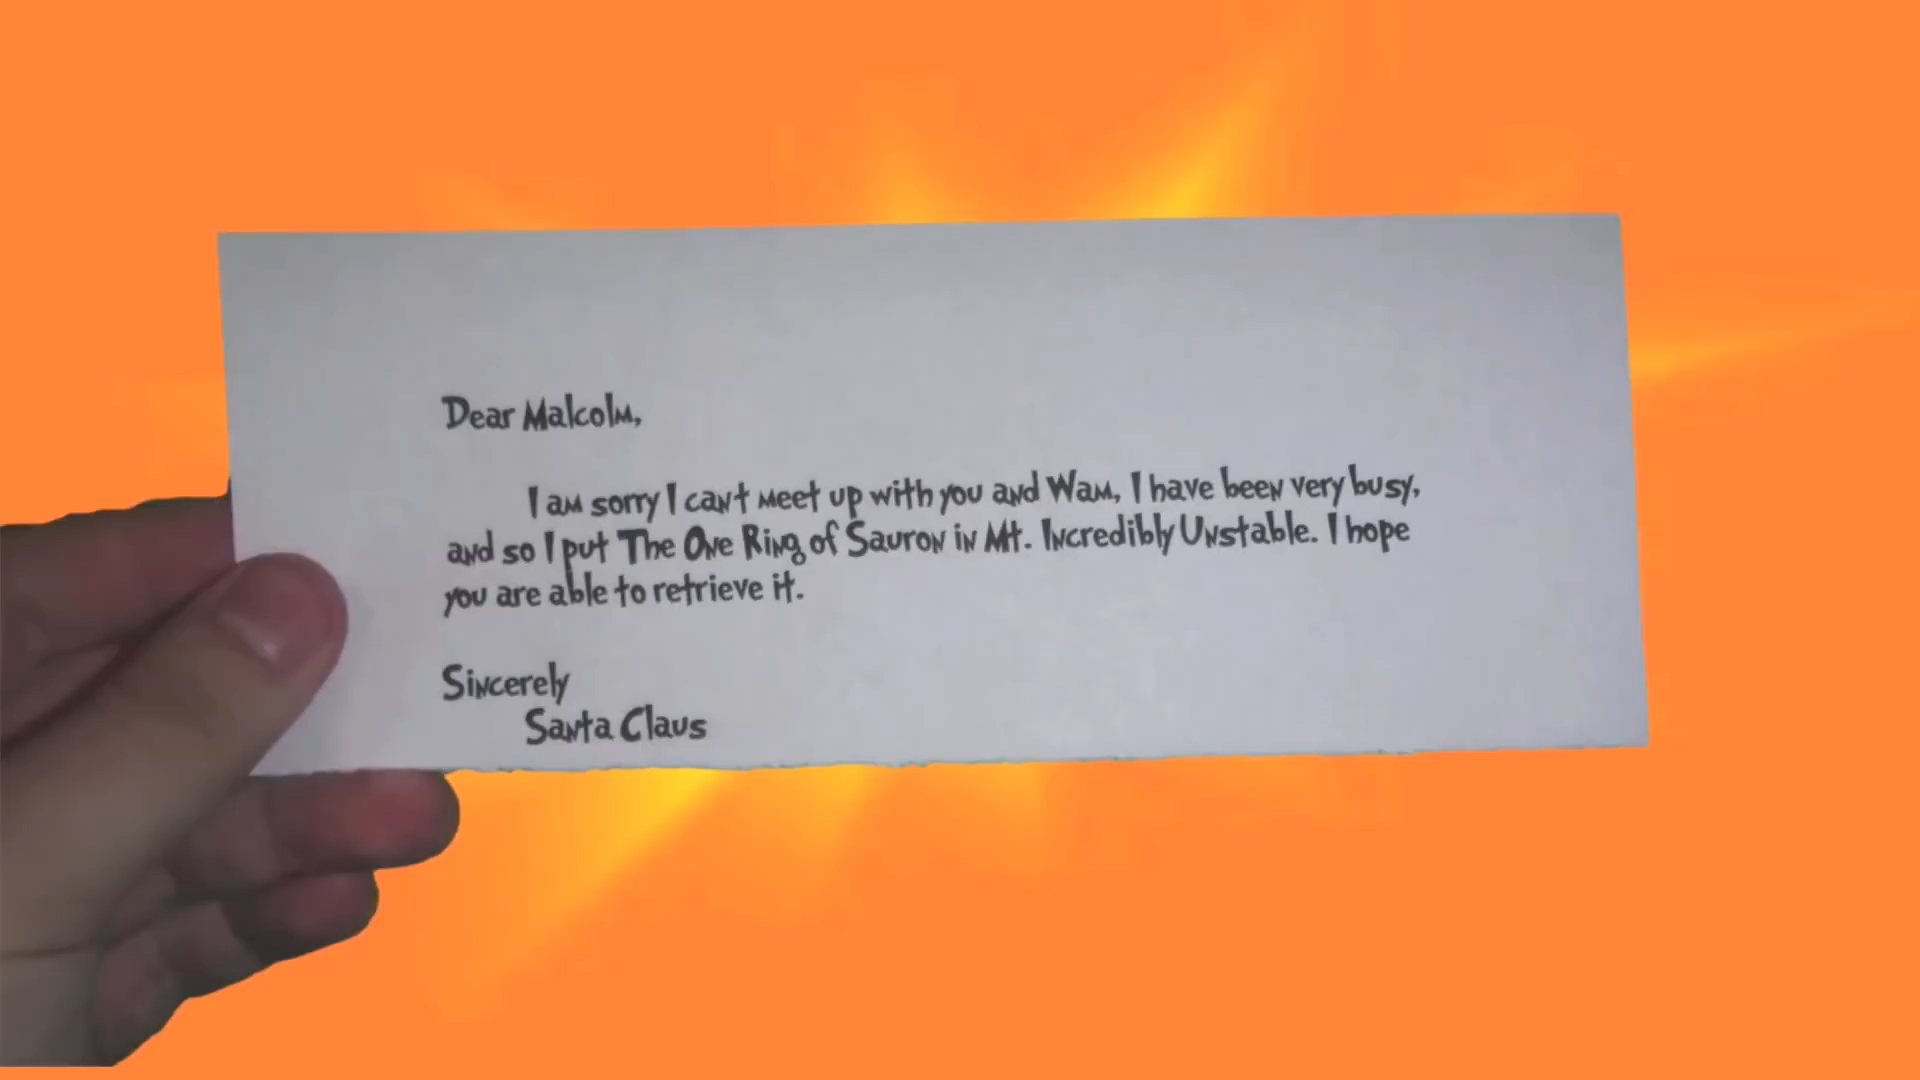 Dear Malcolm,
I am sorry I can't meet up with you and Wam, I have been very busy,
and so I put The One Ring of Sauron in Mt. Incredibly Unstable. I hope
you are able to retrieve it.
Sincerely
Santa Claus